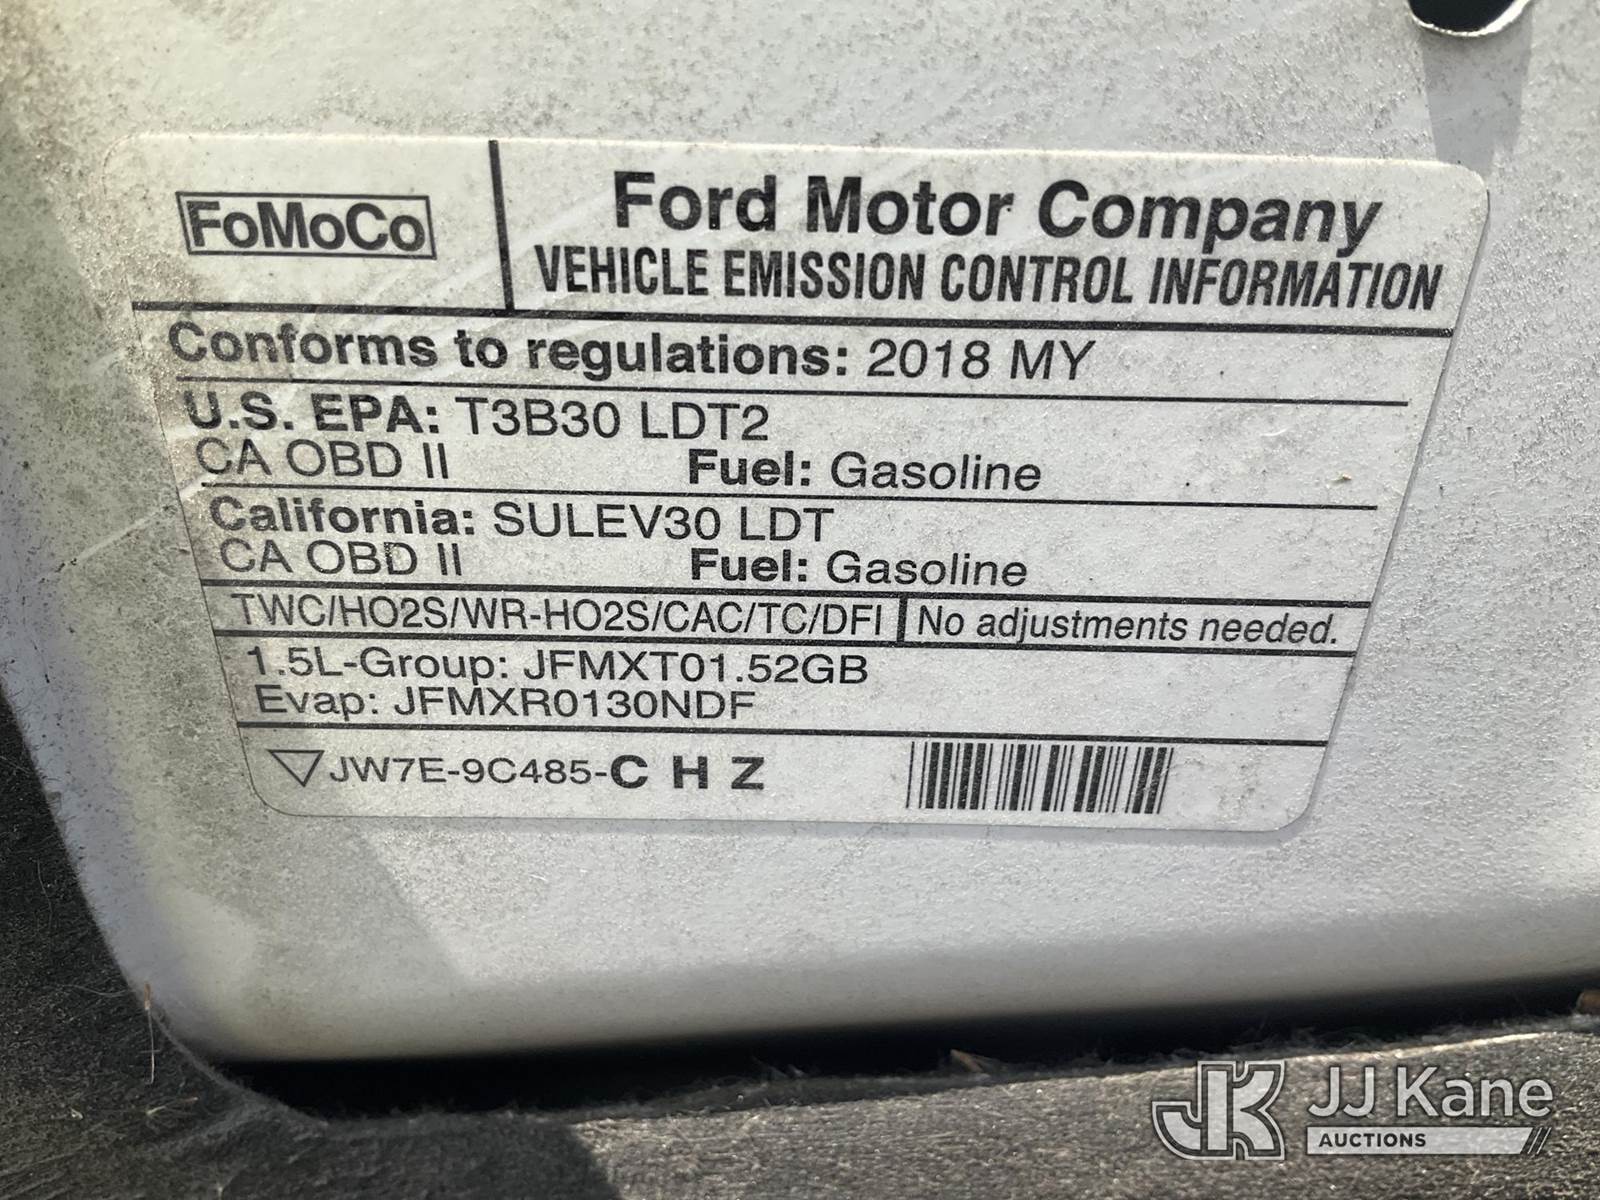 FoMoCo
Ford Motor Company
VEHICLE EMISSION CONTROL INFORMATION
Conforms to regulations: 2018 MY
U.S. EPA: T3B30 LDT2
CA OBD II Fuel: Gasoline
California: SULEV30 LDT
CA OBD II Fuel: Gasoline
TWC/HO2S/WR-HO2S/CAC/TC/DFI No adjustments needed.
1.5L-Group: JFMXT01.52GB
Evap: JFMXR0130NDF
JW7E-9C485-C H Z
JK JJ Kane
AUCTIONS